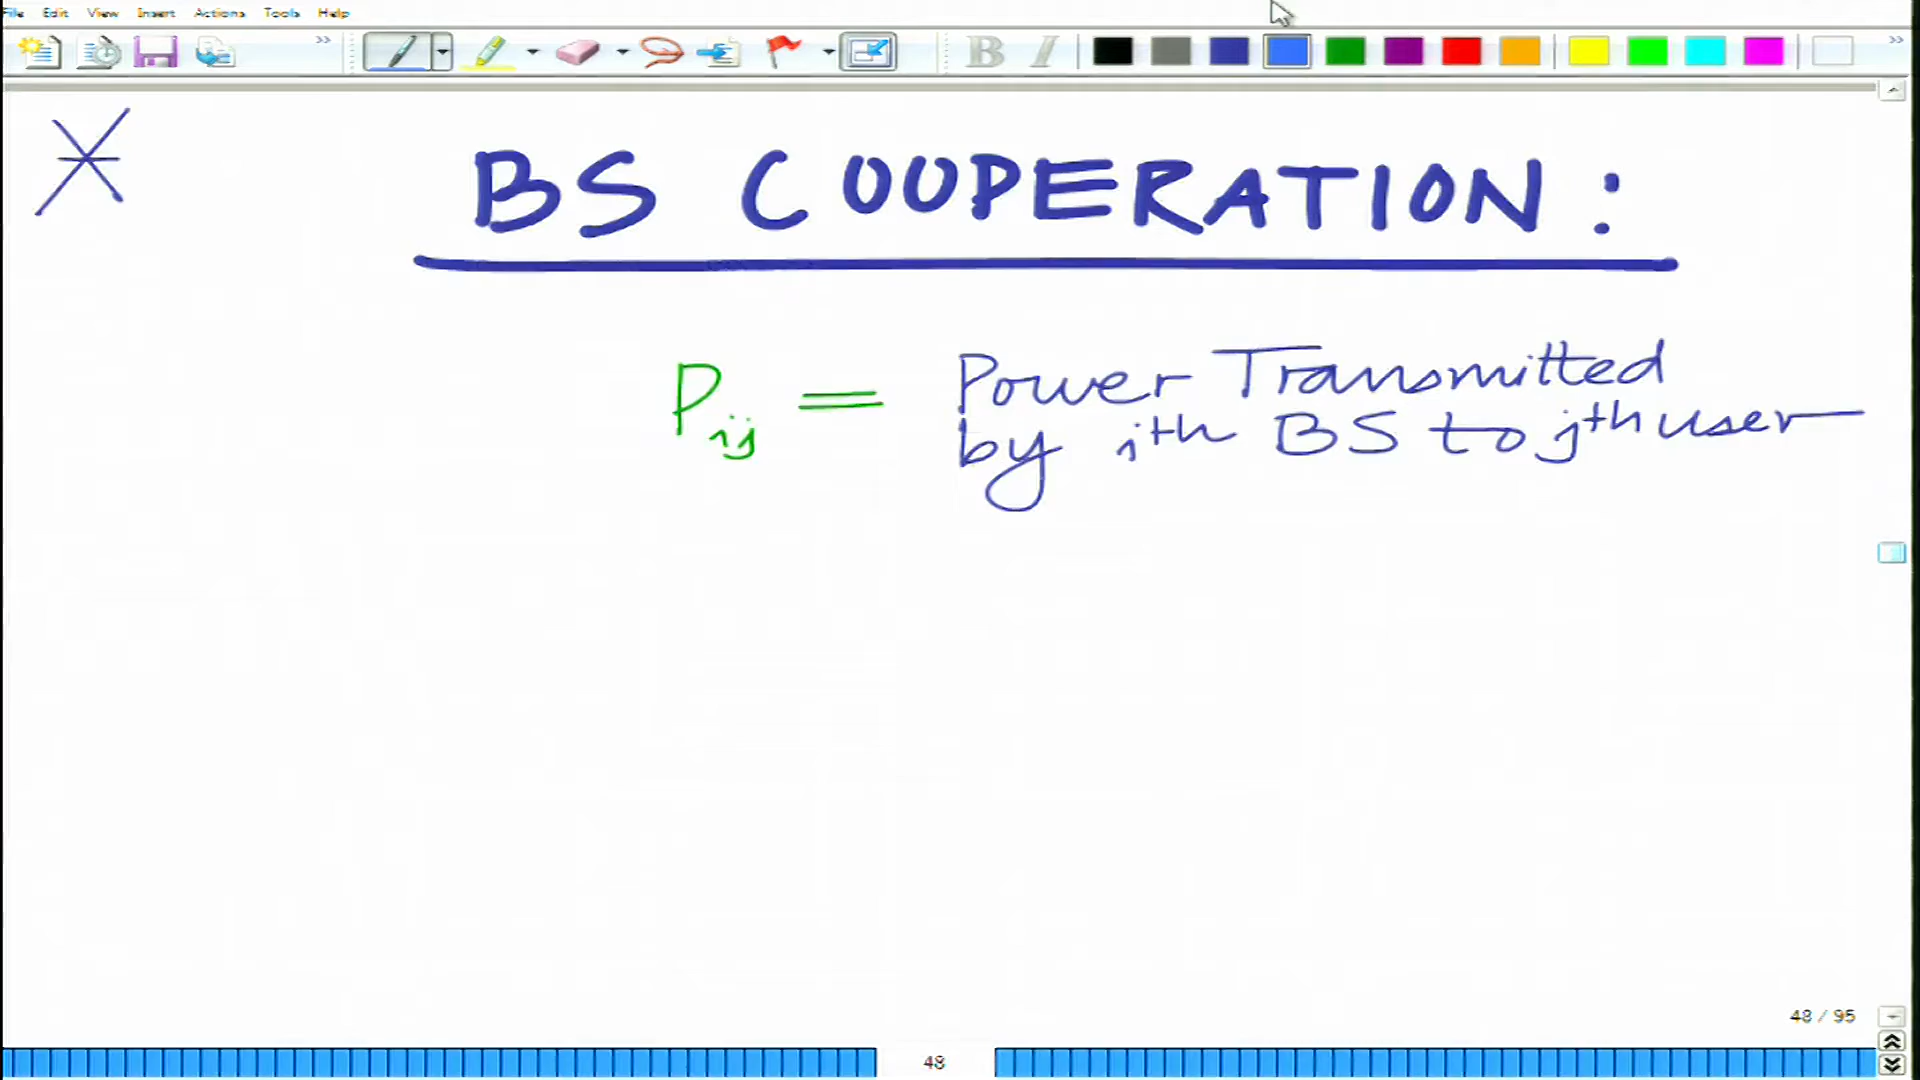 File Edit View Insert Actions Tools Help
B I
BS COOPERATION :
Pij = Power Transmitted
by ith BS to jth user
48 / 95
48